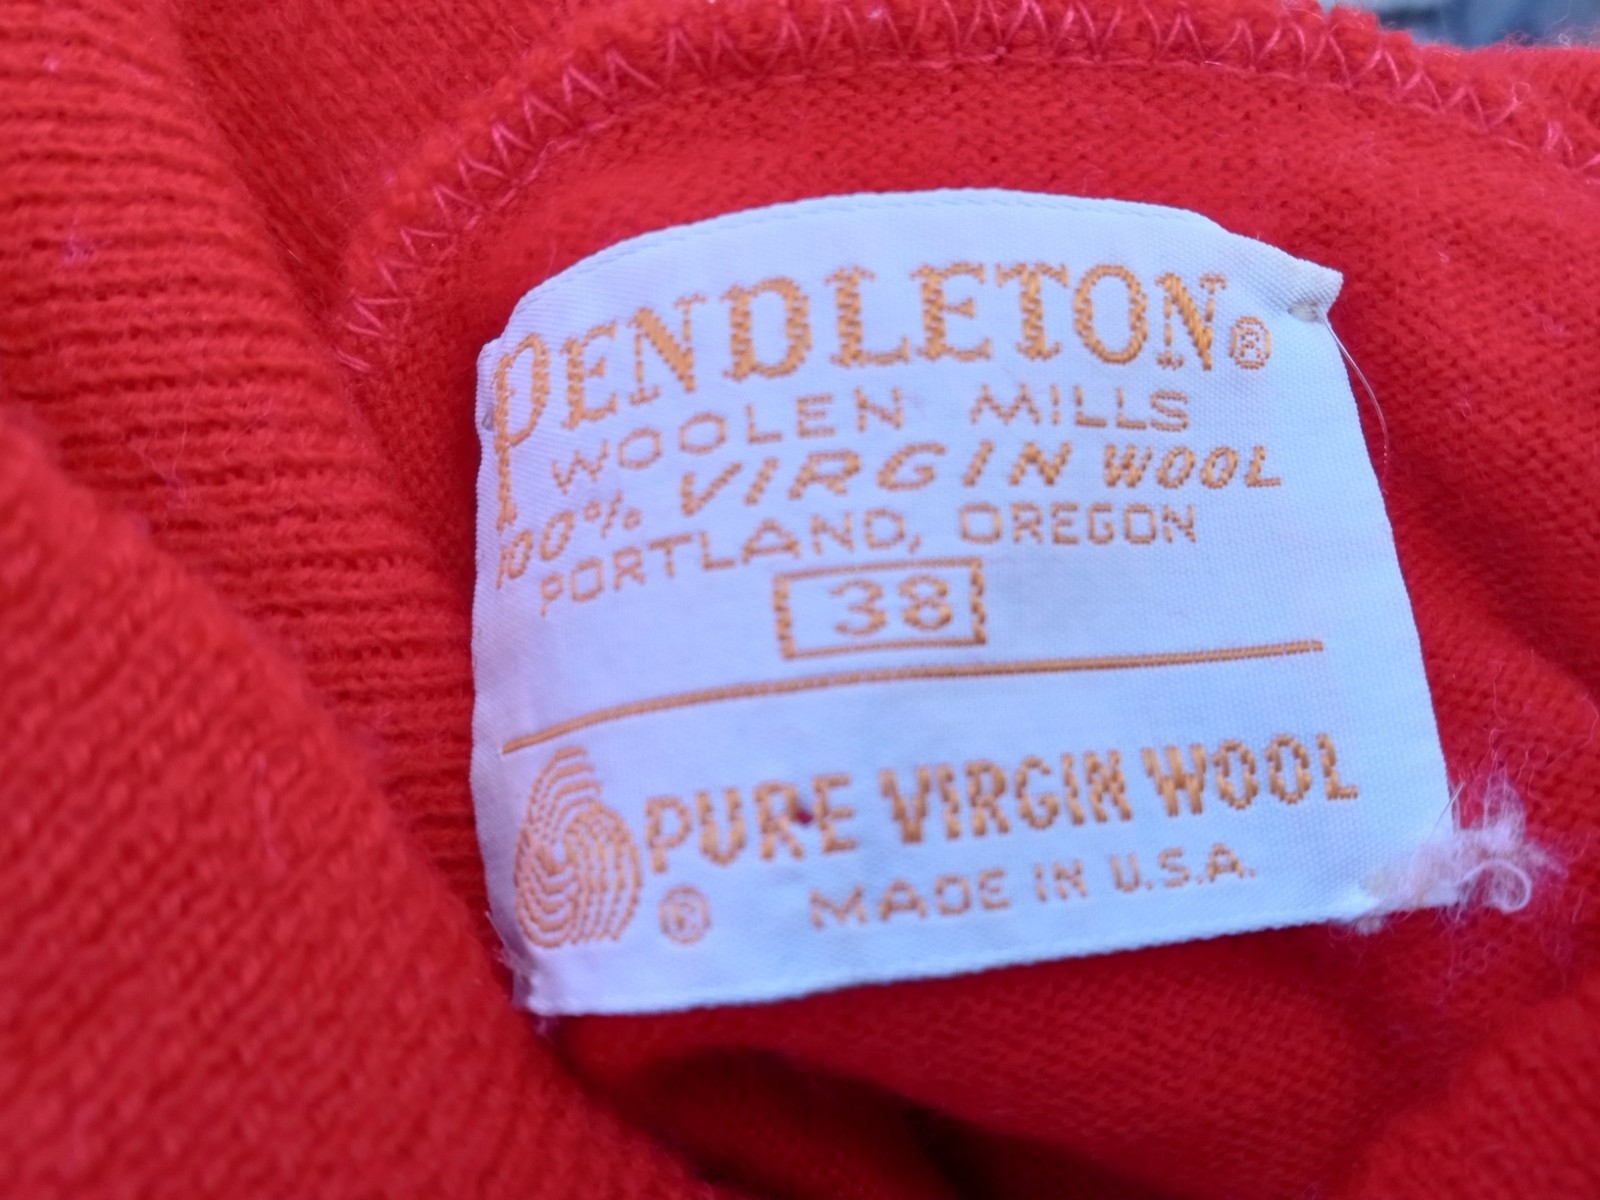 PENDLETON®
WOOLEN MILLS
100% VIRGIN WOOL
PORTLAND, OREGON
38
PURE VIRGIN WOOL
® MADE IN U.S.A.